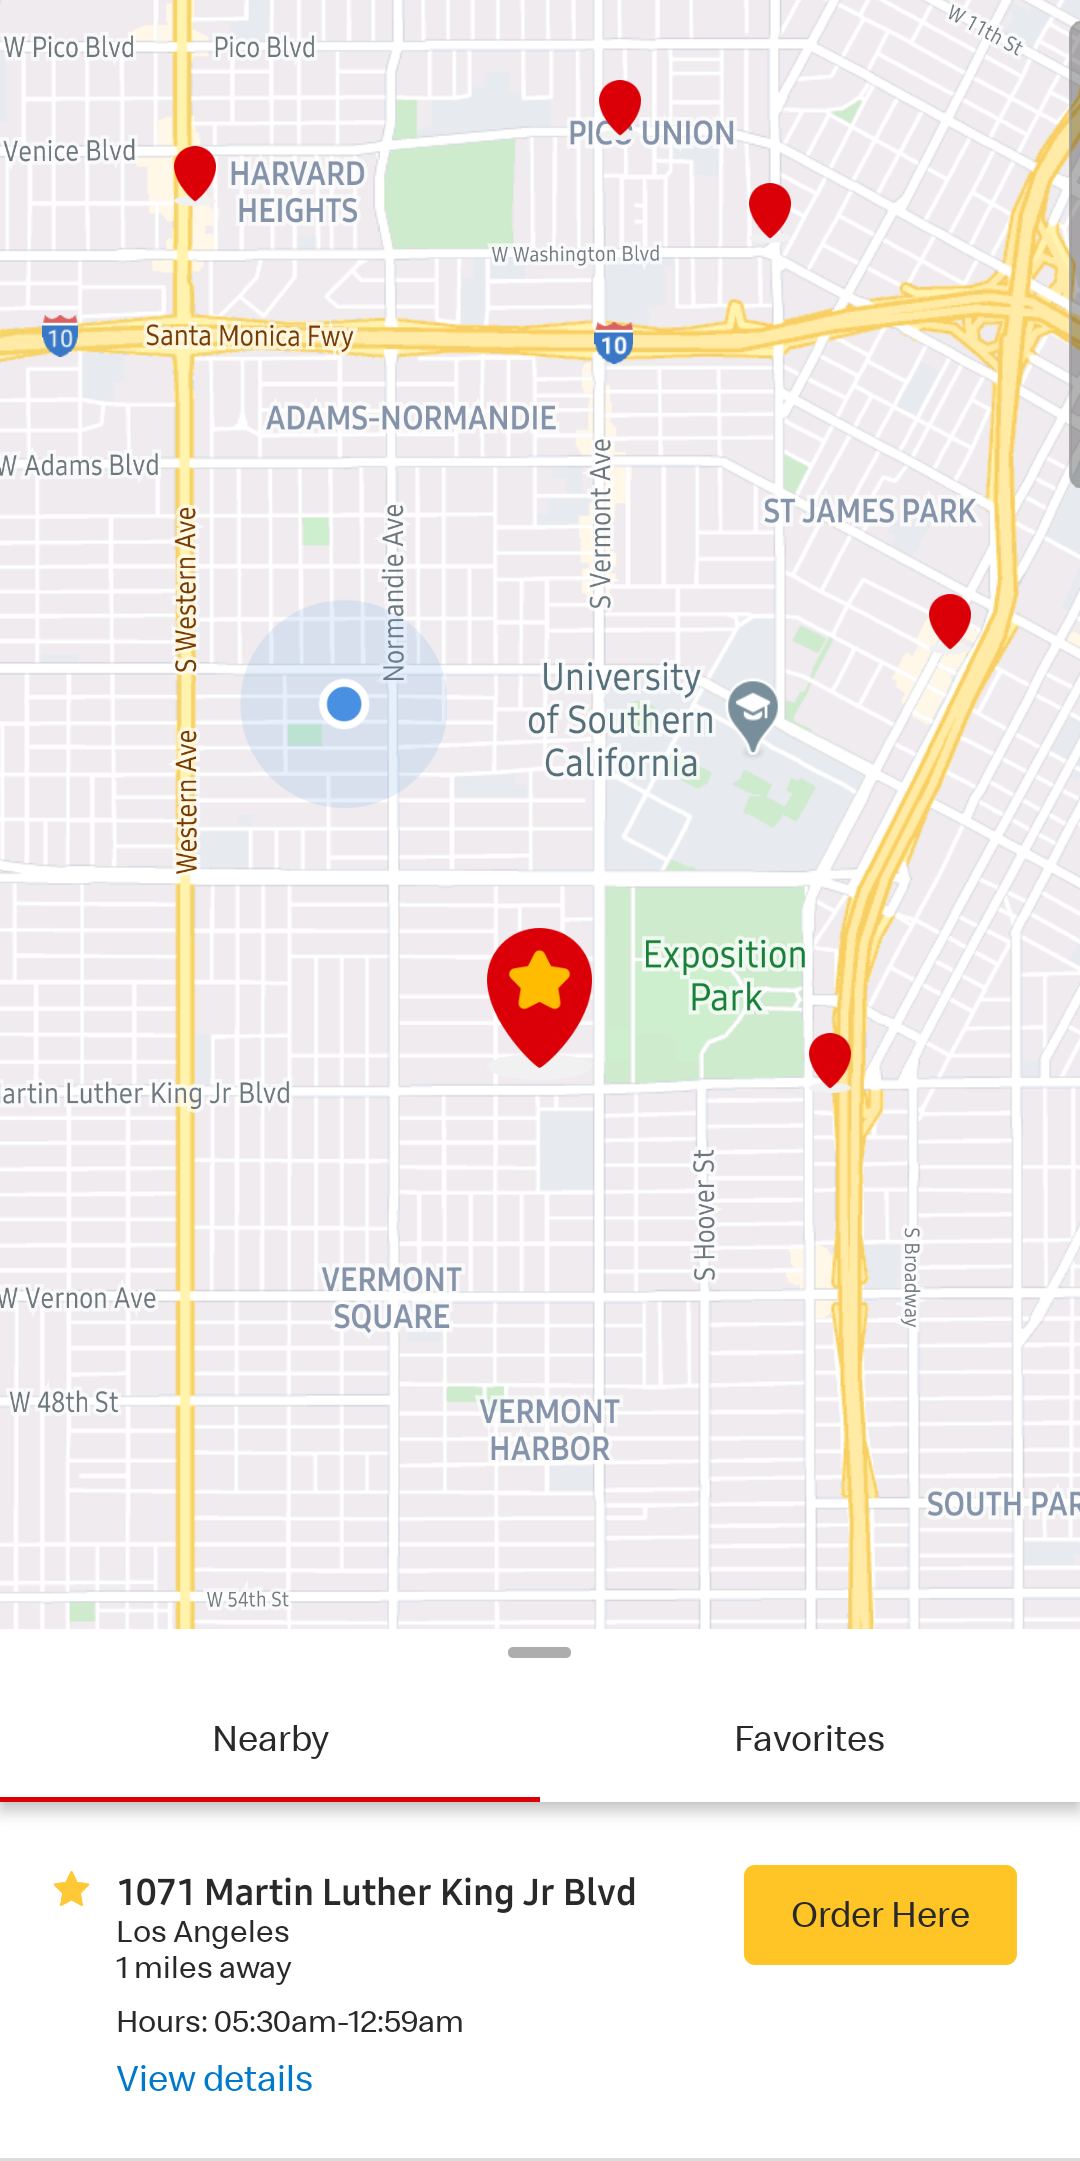 W 11th St
W Pico Blvd
Pico Blvd
PICO UNION
Venice Blvd
HARVARD
HEIGHTS
W Washington Blvd
10
Santa Monica Fwy
10
ADAMS-NORMANDIE
W Adams Blvd
S Vermont Ave
ST JAMES PARK
S Western Ave
Normandie Ave
University
of Southern
California
Western Ave
Exposition
Park
artin Luther King Jr Blvd
S Hoover St
S Broadway
VERMONT
SQUARE
W Vernon Ave
W 48th St
VERMONT
HARBOR
SOUTH PAR
W 54th St
Nearby
Favorites
1071 Martin Luther King Jr Blvd
Los Angeles
1 miles away
Order Here
Hours: 05:30am-12:59am
View details